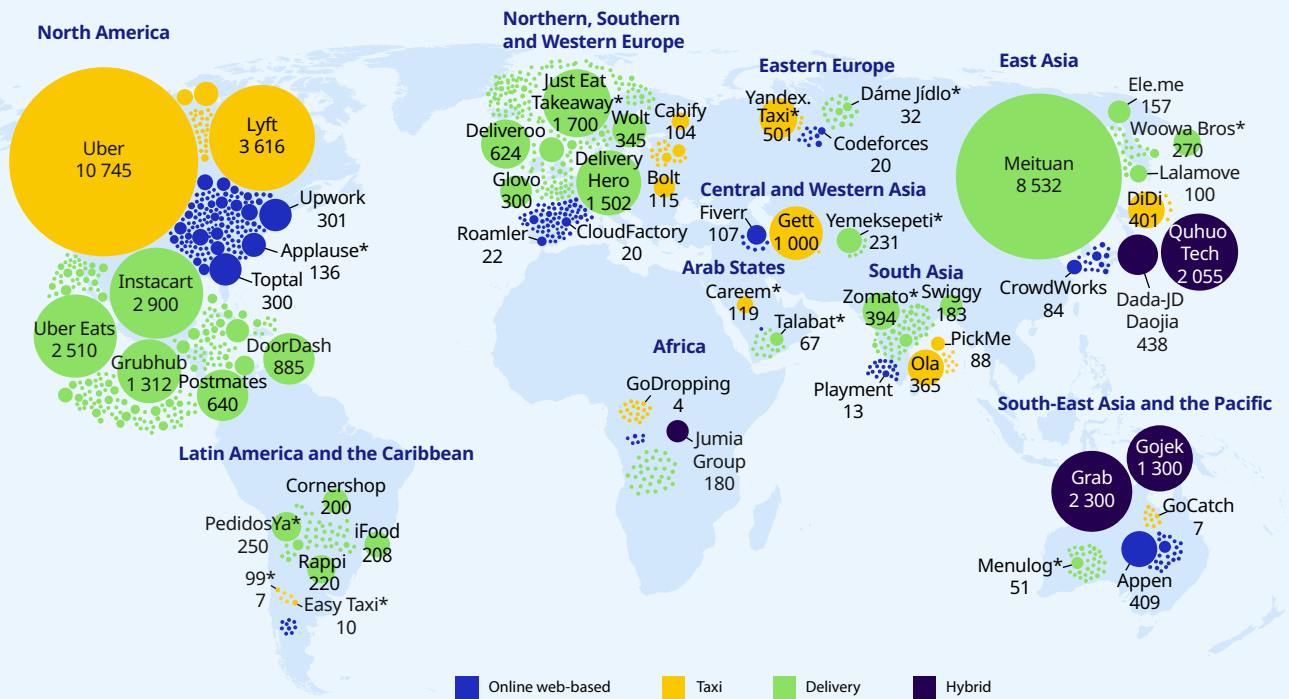 North America
Uber
10 745
Lyft
3 616
Upwork
301
Applause*
136
Toptal
300
Instacart
2 900
Uber Eats
2 510
Grubhub
1 312
DoorDash
885
Postmates
640
Latin America and the Caribbean
Cornershop
200
PedidosYa*
250
iFood
208
Rappi
220
99*
7
Easy Taxi*
10
Northern, Southern
and Western Europe
Just Eat
Takeaway*
1 700
Wolt
345
Cabify
104
Deliveroo
624
Delivery
Hero
1 502
Bolt
115
Glovo
300
Roamler
22
CloudFactory
20
Eastern Europe
Yandex.
Taxi*
501
Dáme Jídlo*
32
Codeforces
20
Central and Western Asia
Fiverr
107
Gett
1 000
Yemeksepeti*
231
Arab States
Careem*
119
Talabat*
67
South Asia
Zomato*
394
Swiggy
183
PickMe
88
Ola
365
Playment
13
Africa
GoDropping
4
Jumia
Group
180
East Asia
Meituan
8 532
Ele.me
157
Woowa Bros*
270
Lalamove
100
DiDi
401
Quhuo
Tech
2 055
CrowdWorks
84
Dada-JD
Daojia
438
South-East Asia and the Pacific
Gojek
1 300
Grab
2 300
GoCatch
7
Menulog*
51
Appen
409
Online web-based
Taxi
Delivery
Hybrid